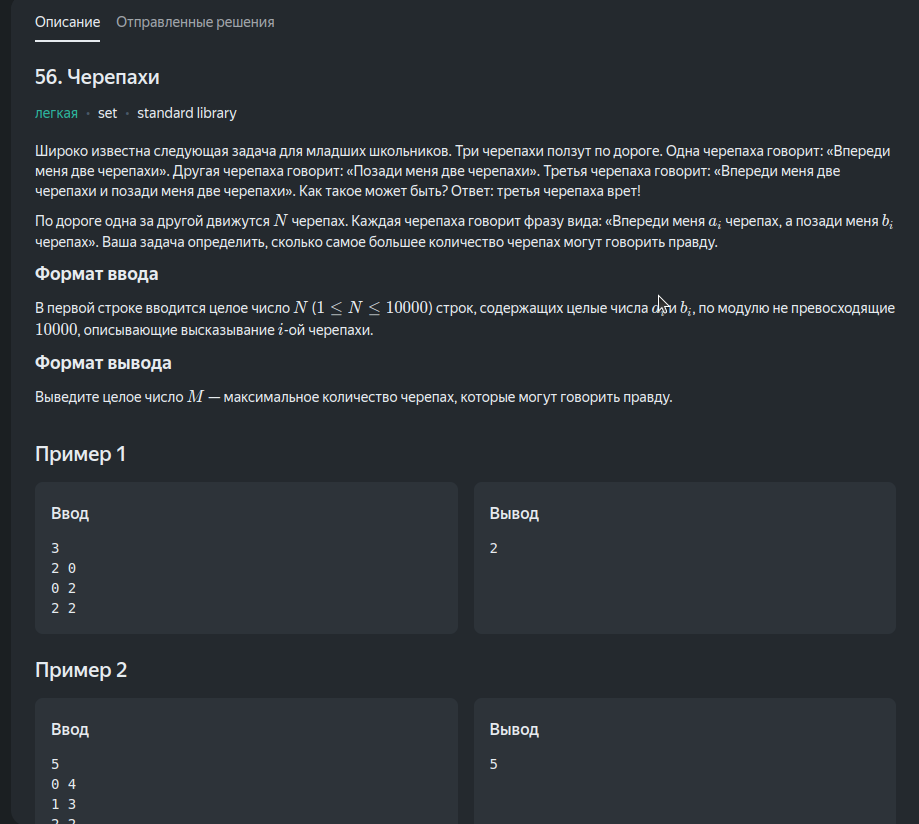 Описание Отправленные решения
56. Черепахи
легкая · set · standard library
Широко известна следующая задача для младших школьников. Три черепахи ползут по дороге. Одна черепаха говорит: «Впереди
меня две черепахи». Другая черепаха говорит: «Позади меня две черепахи». Третья черепаха говорит: «Впереди меня две
черепахи и позади меня две черепахи». Как такое может быть? Ответ: третья черепаха врет!
По дороге одна за другой движутся N черепах. Каждая черепаха говорит фразу вида: «Впереди меня a_i черепах, а позади меня b_i
черепах». Ваша задача определить, сколько самое большее количество черепах могут говорить правду.
Формат ввода
В первой строке вводится целое число N (1 ≤ N ≤ 10000) строк, содержащих целые числа a_i и b_i, по модулю не превосходящие
10000, описывающие высказывание i-ой черепахи.
Формат вывода
Выведите целое число M — максимальное количество черепах, которые могут говорить правду.
Пример 1
Ввод Вывод
3 2
2 0
0 2
2 2
Пример 2
Ввод Вывод
5 5
0 4
1 3